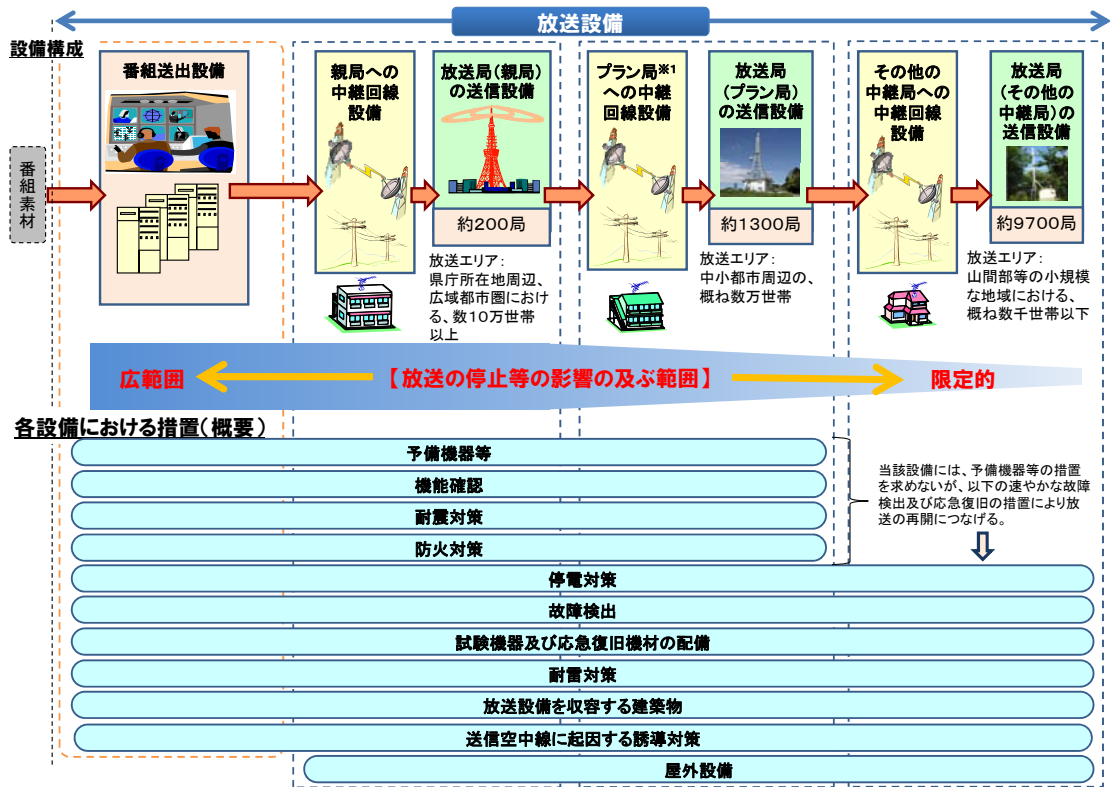 放送設備
設備構成
番組素材
番組送出設備
親局への
中継回線
設備
放送局(親局)
の送信設備
約200局
放送エリア:
県庁所在地周辺、
広域都市圏におけ
る、数10万世帯
以上
プラン局※1
への中継
回線設備
放送局
(プラン局)
の送信設備
約1300局
放送エリア:
中小都市周辺の、
概ね数万世帯
その他の
中継局への
中継回線
設備
放送局
(その他の
中継局)の
送信設備
約9700局
放送エリア:
山間部等の小規模
な地域における、
概ね数千世帯以下
広範囲
【放送の停止等の影響の及ぶ範囲】
限定的
各設備における措置(概要)
予備機器等
機能確認
耐震対策
防火対策
当該設備には、予備機器等の措置
を求めないが、以下の速やかな故障
検出及び応急復旧の措置により放
送の再開につなげる。
停電対策
故障検出
試験機器及び応急復旧機材の配備
耐雷対策
放送設備を収容する建築物
送信空中線に起因する誘導対策
屋外設備